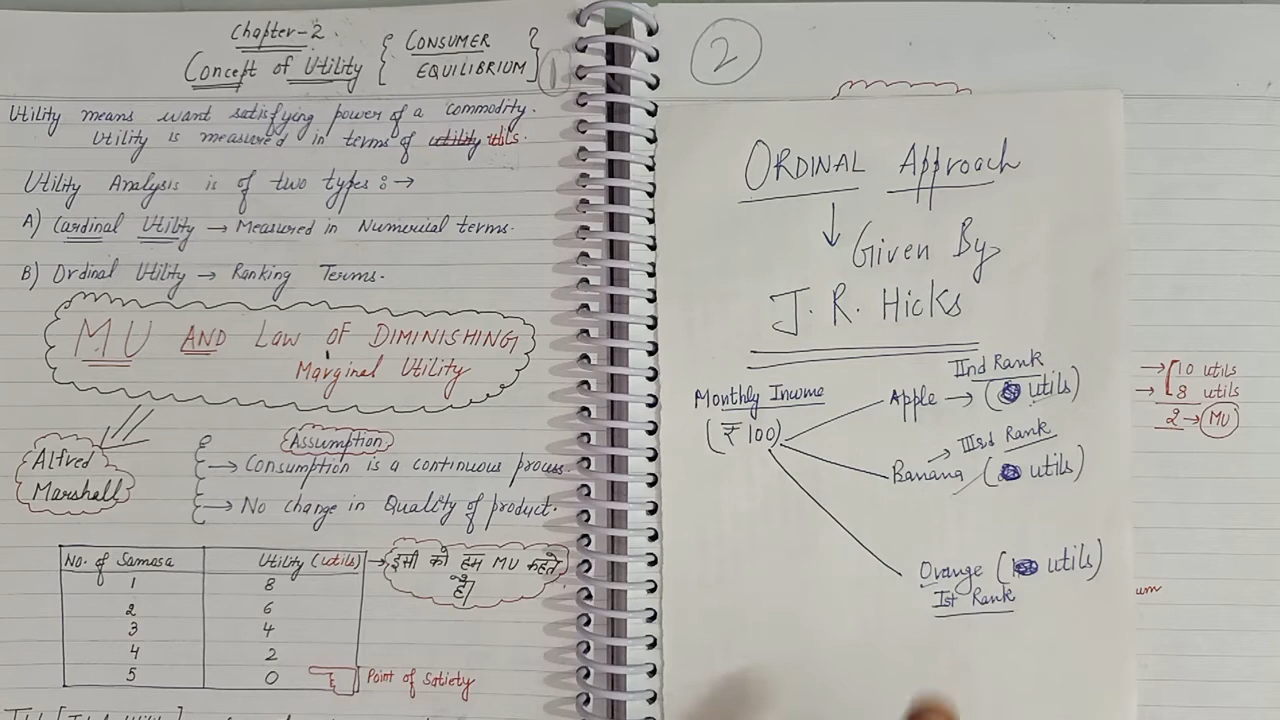 Chapter-2.
Concept of Utility { CONSUMER EQUILIBRIUM } 1
Utility means want satisfying power of a commodity.
Utility is measured in terms of utility utils.
Utility Analysis is of two types :→
A) Cardinal Utility → Measured in Numerical terms.
B) Ordinal Utility → Ranking Terms.
MU AND Law OF DIMINISHING
Marginal Utility
Alfred
Marshall
Assumption
→ Consumption is a continuous process.
→ No change in Quality of product.
No. of Samosa Utility (utils) → इसी को हम MU कहते
है।
1 8
2 6
3 4
4 2
5 0 Point of Satiety
2
ORDINAL Approach
↓ Given By
J. R. Hicks
Monthly Income
(₹ 100)
IInd Rank
Apple → ( utils)
→ IIIrd Rank
Banana ( utils)
Orange ( utils)
Ist Rank
→ 10 utils
→ 8 utils
2 → MU
um